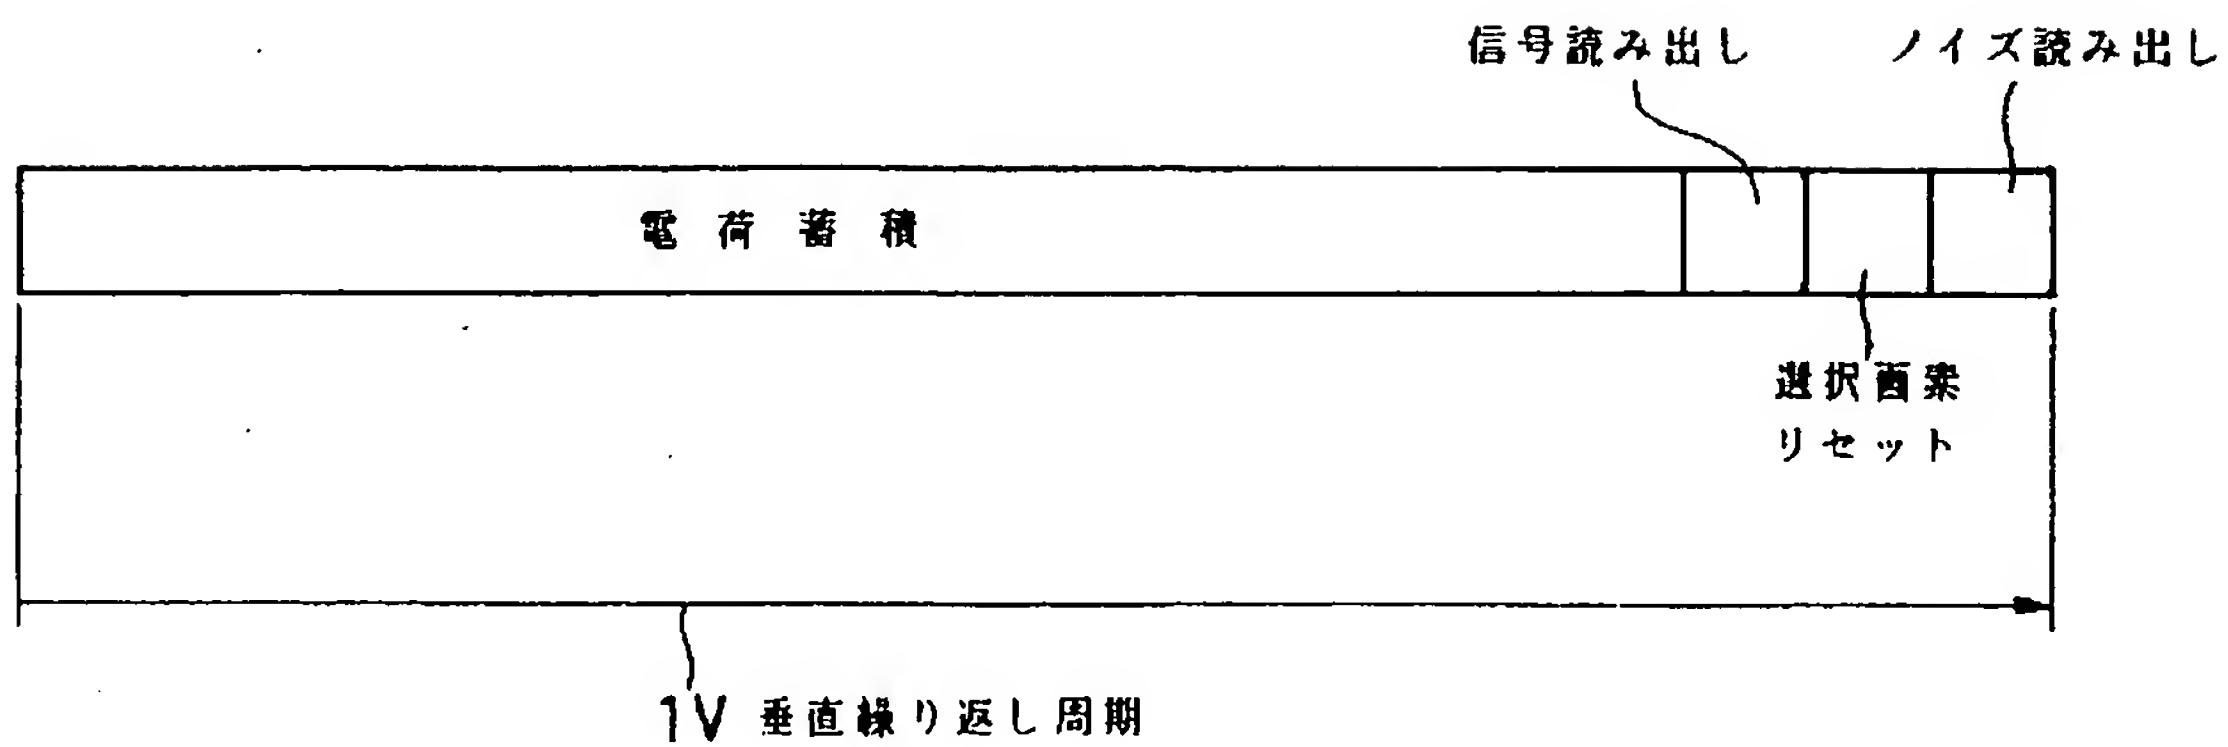 信号読み出し
ノイズ読み出し
電荷蓄積
選択画素
リセット
1V 垂直繰り返し周期